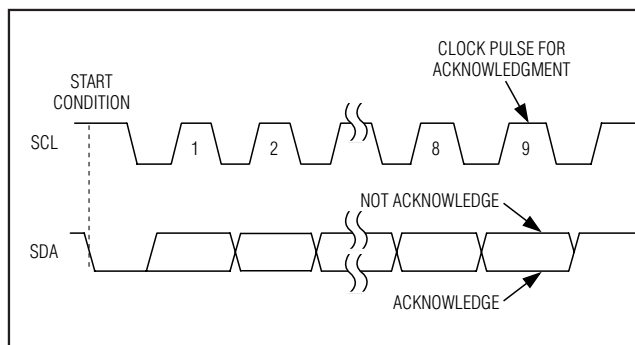 CLOCK PULSE FOR
ACKNOWLEDGMENT
START
CONDITION
SCL
1
2
8
9
NOT ACKNOWLEDGE
SDA
ACKNOWLEDGE